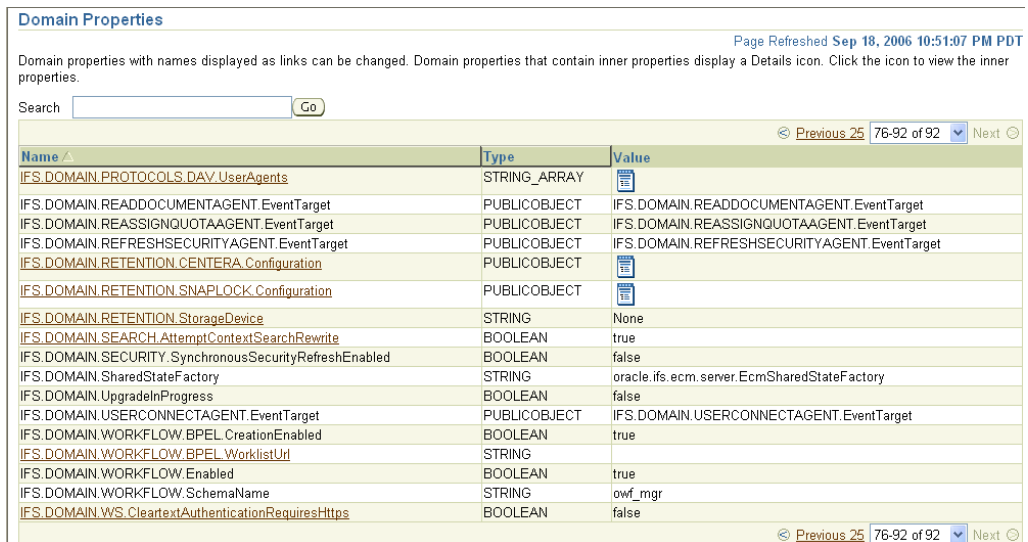 Domain Properties
Page Refreshed Sep 18, 2006 10:51:07 PM PDT
Domain properties with names displayed as links can be changed. Domain properties that contain inner properties display a Details icon. Click the icon to view the inner
properties.
Search Go
Previous 25 76-92 of 92 Next
Name Type Value
IFS.DOMAIN.PROTOCOLS.DAV.UserAgents STRING_ARRAY
IFS.DOMAIN.READDOCUMENTAGENT.EventTarget PUBLICOBJECT IFS.DOMAIN.READDOCUMENTAGENT.EventTarget
IFS.DOMAIN.REASSIGNQUOTAAGENT.EventTarget PUBLICOBJECT IFS.DOMAIN.REASSIGNQUOTAAGENT.EventTarget
IFS.DOMAIN.REFRESHSECURITYAGENT.EventTarget PUBLICOBJECT IFS.DOMAIN.REFRESHSECURITYAGENT.EventTarget
IFS.DOMAIN.RETENTION.CENTERA.Configuration PUBLICOBJECT
IFS.DOMAIN.RETENTION.SNAPLOCK.Configuration PUBLICOBJECT
IFS.DOMAIN.RETENTION.StorageDevice STRING None
IFS.DOMAIN.SEARCH.AttemptContextSearchRewrite BOOLEAN true
IFS.DOMAIN.SECURITY.SynchronousSecurityRefreshEnabled BOOLEAN false
IFS.DOMAIN.SharedStateFactory STRING oracle.ifs.ecm.server.EcmSharedStateFactory
IFS.DOMAIN.UpgradeInProgress BOOLEAN false
IFS.DOMAIN.USERCONNECTAGENT.EventTarget PUBLICOBJECT IFS.DOMAIN.USERCONNECTAGENT.EventTarget
IFS.DOMAIN.WORKFLOW.BPEL.CreationEnabled BOOLEAN true
IFS.DOMAIN.WORKFLOW.BPEL.WorklistUrl STRING
IFS.DOMAIN.WORKFLOW.Enabled BOOLEAN true
IFS.DOMAIN.WORKFLOW.SchemaName STRING owf_mgr
IFS.DOMAIN.WS.CleartextAuthenticationRequiresHttps BOOLEAN false
Previous 25 76-92 of 92 Next